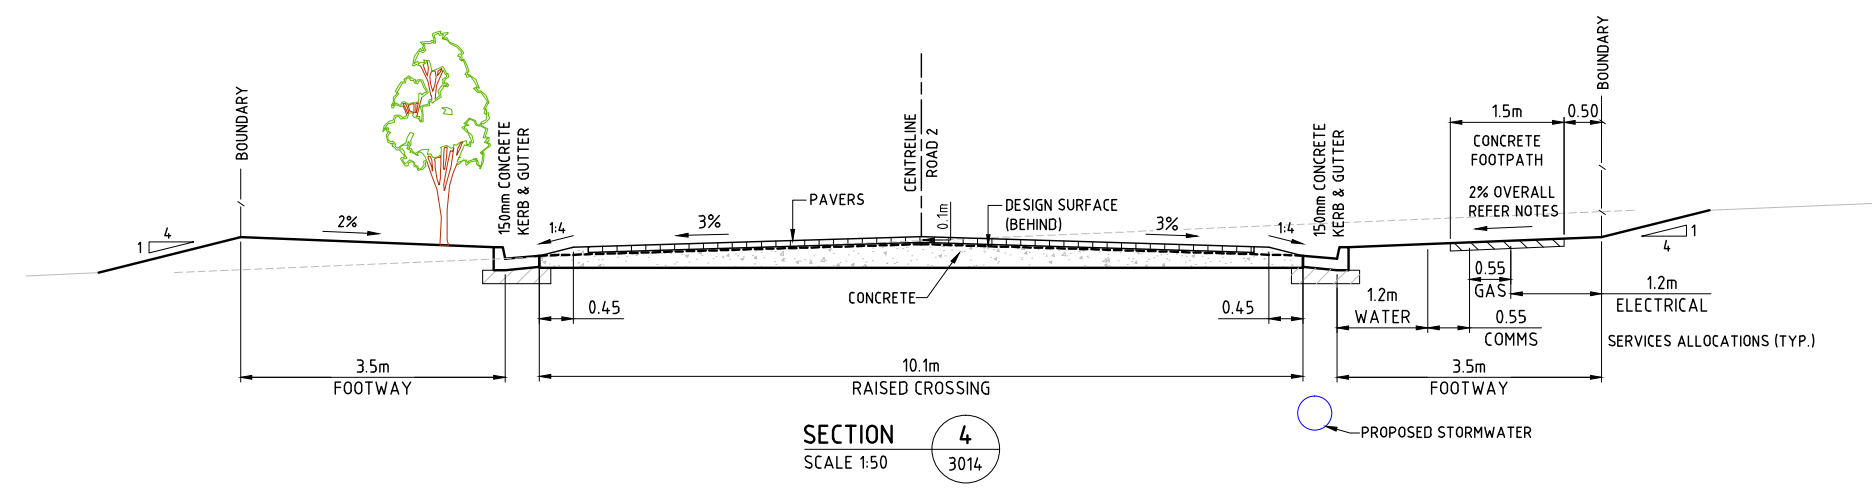 BOUNDARY
4
1
2%
150mm CONCRETE
KERB & GUTTER
1:4
3%
PAVERS
CENTRELINE
ROAD 2
0.1m
DESIGN SURFACE
(BEHIND)
3%
1:4
150mm CONCRETE
KERB & GUTTER
1.5m
0.50
CONCRETE
FOOTPATH
2% OVERALL
REFER NOTES
BOUNDARY
1
4
CONCRETE
0.45
0.45
0.55
GAS
1.2m
WATER
1.2m
ELECTRICAL
0.55
COMMS
SERVICES ALLOCATIONS (TYP.)
3.5m
FOOTWAY
10.1m
RAISED CROSSING
3.5m
FOOTWAY
PROPOSED STORMWATER
SECTION
SCALE 1:50
4
3014